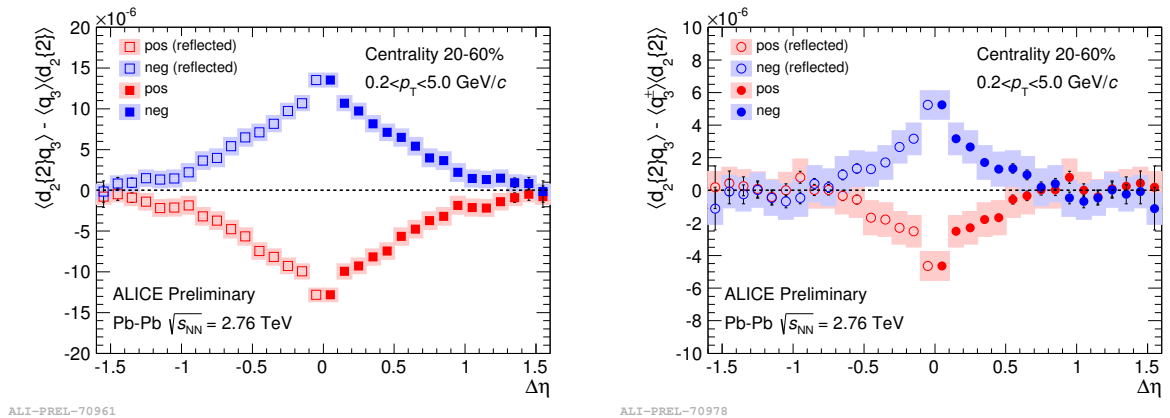 ×10⁻⁶
⟨d₂{2}q₃⟩ - ⟨q₃⟩⟨d₂{2}⟩
20
15
10
5
0
−5
−10
−15
−20
pos (reflected)
neg (reflected)
pos
neg
Centrality 20-60%
0.2<p_T<5.0 GeV/c
ALICE Preliminary
Pb-Pb √s_NN = 2.76 TeV
−1.5 −1 −0.5 0 0.5 1 1.5
Δη
ALI-PREL-70961
×10⁻⁶
⟨d₂{2}q₃⟩ - ⟨q₃±⟩⟨d₂{2}⟩
10
8
6
4
2
0
−2
−4
−6
−8
−10
pos (reflected)
neg (reflected)
pos
neg
Centrality 20-60%
0.2<p_T<5.0 GeV/c
ALICE Preliminary
Pb-Pb √s_NN = 2.76 TeV
−1.5 −1 −0.5 0 0.5 1 1.5
Δη
ALI-PREL-70978